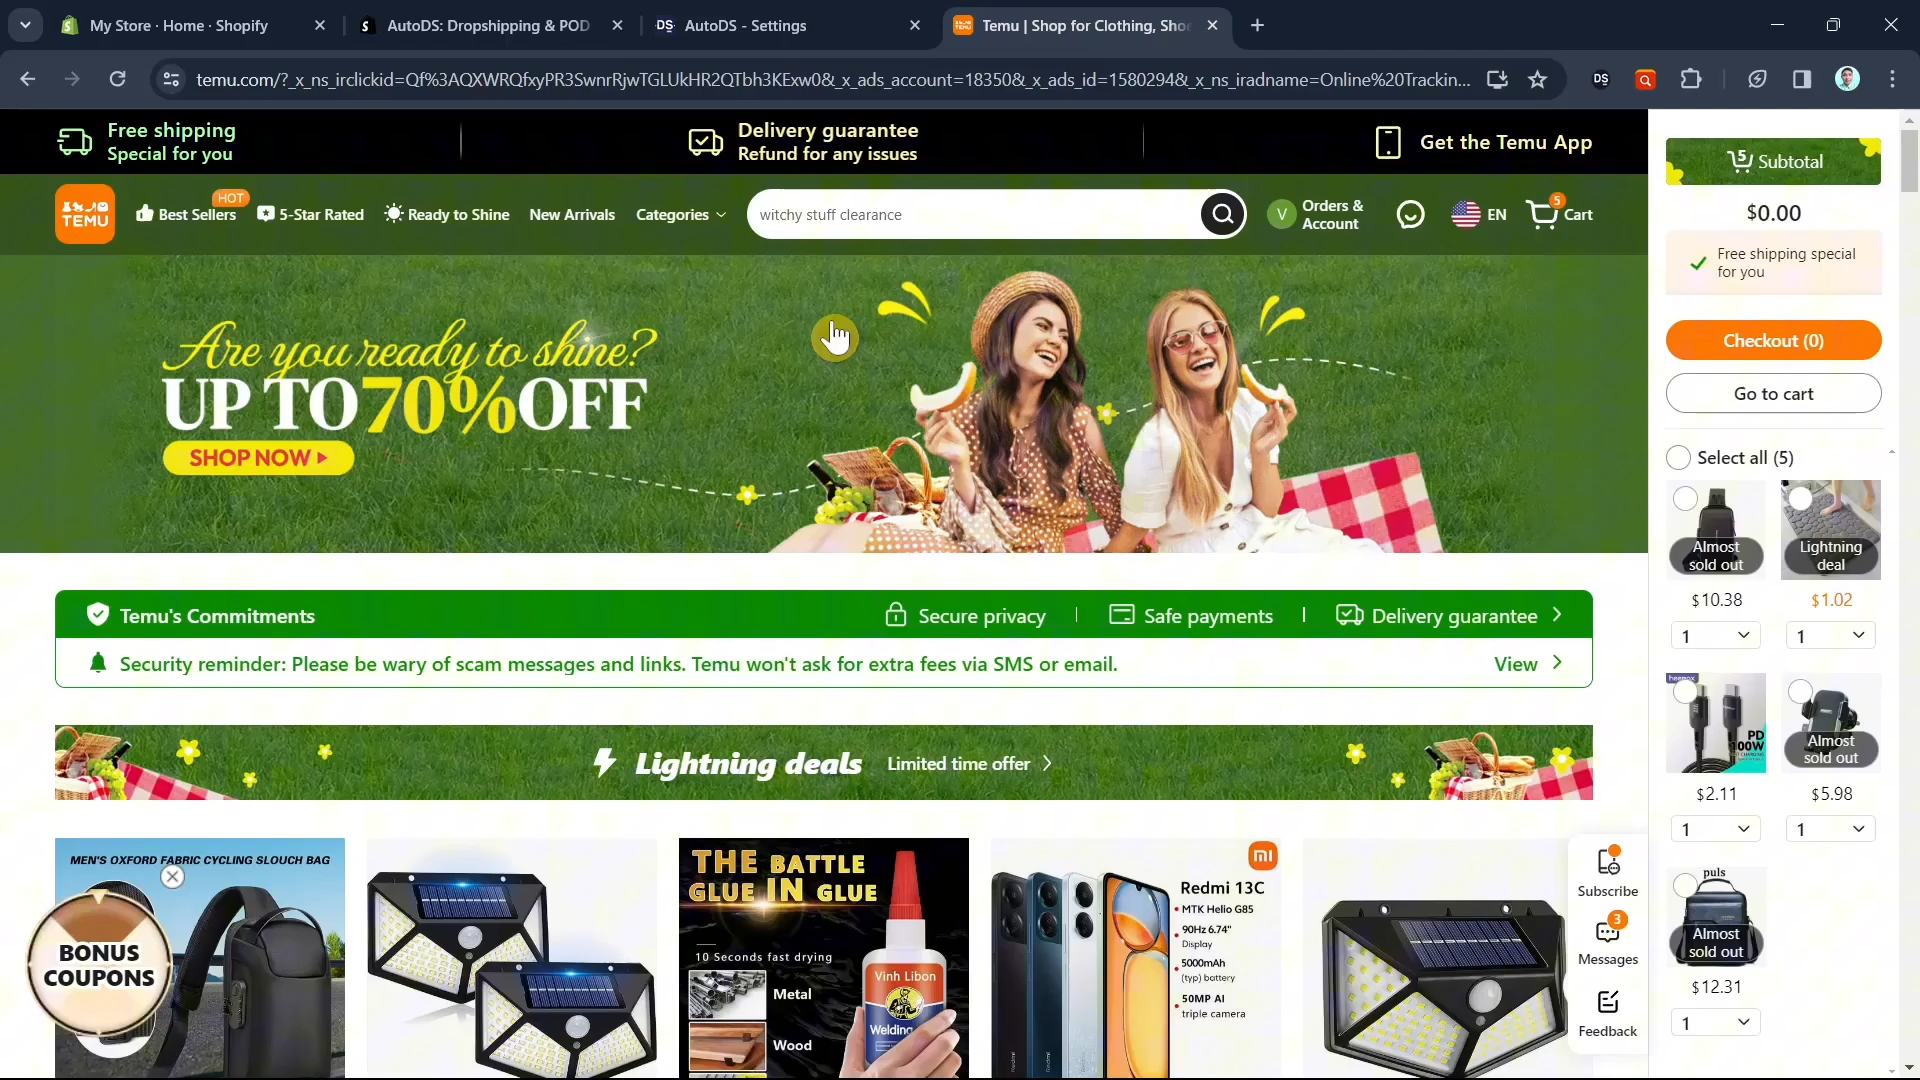 My Store · Home · Shopify
AutoDS: Dropshipping & POD
DS AutoDS - Settings
Temu | Shop for Clothing, Shoe
temu.com/?_x_ns_irclickid=Qf%3AQXWRQfxyPR3SwnrRjwTGLUkHR2QTbh3KExw0&_x_ads_account=18350&_x_ads_id=1580294&_x_ns_iradname=Online%20Trackin...
DS
Free shipping
Special for you
Delivery guarantee
Refund for any issues
Get the Temu App
TEMU
Best Sellers
HOT
5-Star Rated
Ready to Shine
New Arrivals
Categories
witchy stuff clearance
V
Orders &
Account
EN
5
Cart
Are you ready to shine?
UP TO 70% OFF
SHOP NOW
Temu's Commitments
Secure privacy
Safe payments
Delivery guarantee
Security reminder: Please be wary of scam messages and links. Temu won't ask for extra fees via SMS or email.
View
Lightning deals
Limited time offer
MEN'S OXFORD FABRIC CYCLING SLOUCH BAG
BONUS
COUPONS
THE BATTLE
GLUE IN GLUE
10 Seconds fast drying
Metal
Wood
Vinh Libon
Welding
mi
Redmi 13C
• MTK Helio G85
• 90Hz 6.74"
Display
• 5000mAh
(typ) battery
• 50MP AI
triple camera
Subscribe
3
Messages
Feedback
5
Subtotal
$0.00
Free shipping special
for you
Checkout (0)
Go to cart
Select all (5)
Almost
sold out
Lightning
deal
$10.38
$1.02
1
1
PD
100W
Almost
sold out
$2.11
$5.98
1
1
puls
Almost
sold out
$12.31
1